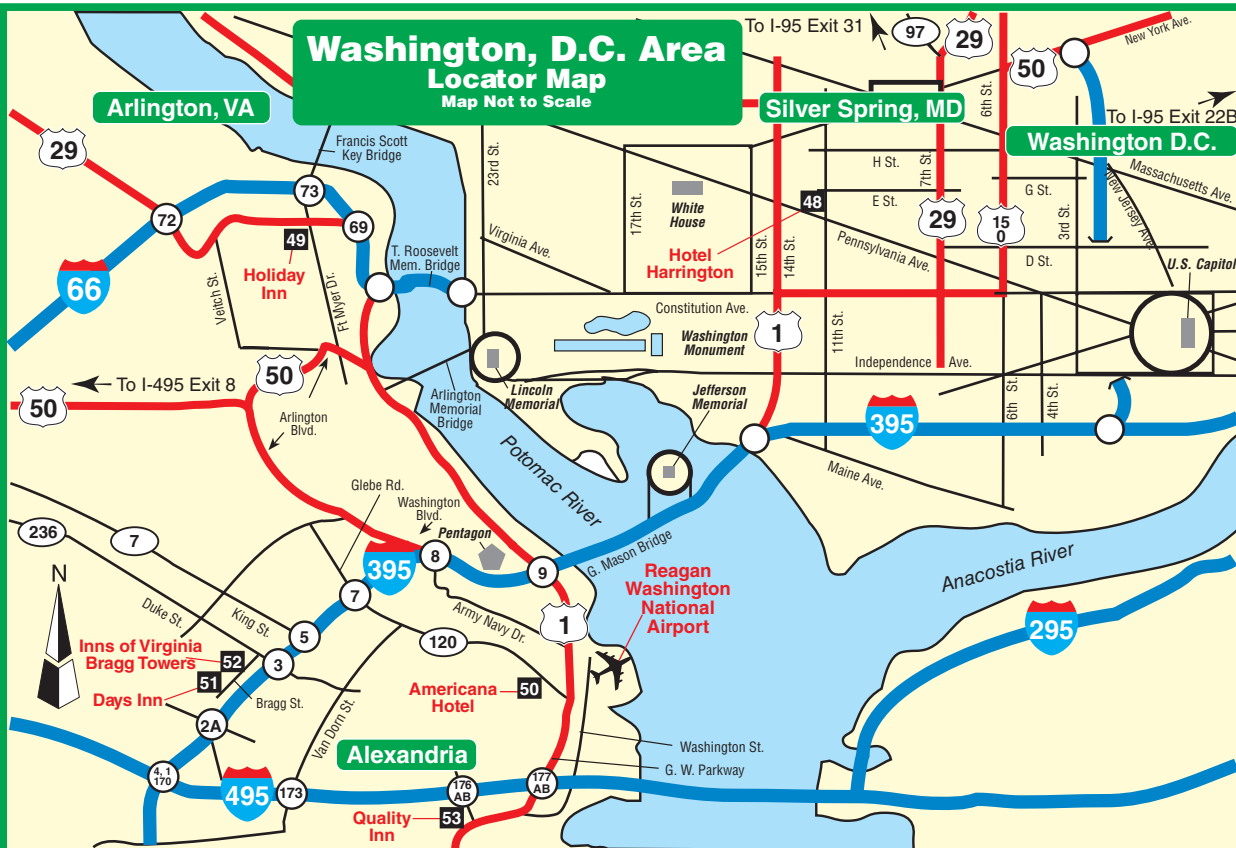 Washington, D.C. Area
Locator Map
Map Not to Scale
To I-95 Exit 31
97
29
50
New York Ave.
6th St.
Arlington, VA
Silver Spring, MD
To I-95 Exit 22B
Washington D.C.
29
Francis Scott
Key Bridge
23rd St.
H St.
7th St.
Massachusetts Ave.
New Jersey Ave.
72
73
69
49
Holiday
Inn
66
Veitch St.
Ft Myer Dr.
T. Roosevelt
Mem. Bridge
Virginia Ave.
17th St.
White
House
48
Hotel
Harrington
15th St.
14th St.
E St.
G St.
3rd St.
29
15
0
Pennsylvania Ave.
D St.
U.S. Capitol
Constitution Ave.
Washington
Monument
1
11th St.
Independence Ave.
50
To I-495 Exit 8
50
Arlington
Blvd.
Arlington
Memorial
Bridge
Lincoln
Memorial
Jefferson
Memorial
395
6th St.
4th St.
Maine Ave.
Potomac River
Glebe Rd.
Washington
Blvd.
Pentagon
236
7
395
8
9
G. Mason Bridge
Anacostia River
N
Duke St.
King St.
7
5
3
Army Navy Dr.
120
1
Reagan
Washington
National
Airport
295
Inns of Virginia
Bragg Towers
52
51
Days Inn
Bragg St.
2A
Van Dorn St.
Americana
Hotel
50
Washington St.
G. W. Parkway
Alexandria
4, 1
170
495
173
176
AB
177
AB
Quality
Inn
53